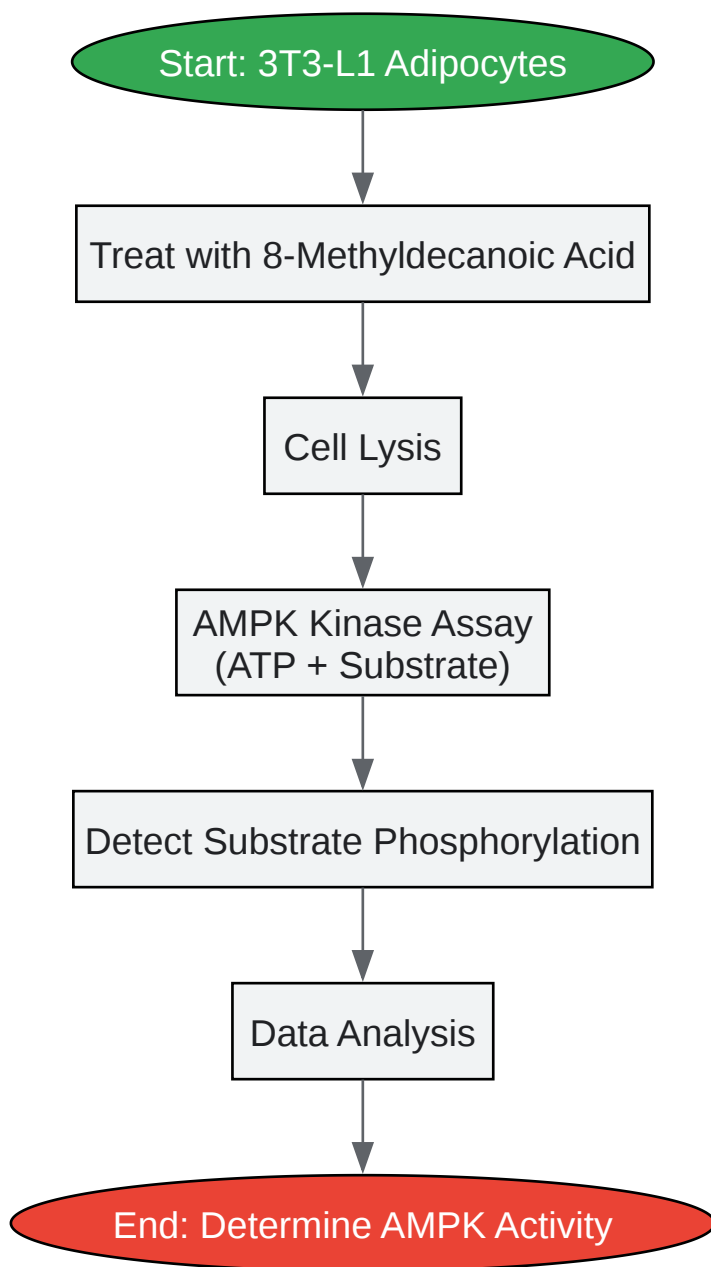 Start: 3T3-L1 Adipocytes
Treat with 8-Methyldecanoic Acid
Cell Lysis
AMPK Kinase Assay
(ATP + Substrate)
Detect Substrate Phosphorylation
Data Analysis
End: Determine AMPK Activity